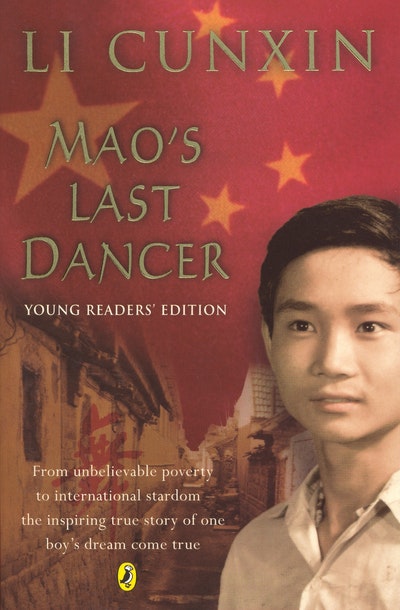 LI CUNXIN
MAO'S
LAST
DANCER
YOUNG READERS' EDITION
無
From unbelievable poverty
to international stardom
the inspiring true story of one
boy's dream come true